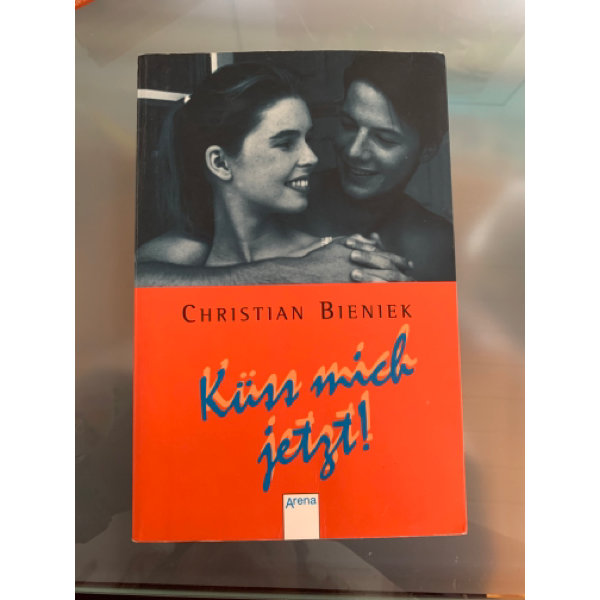 CHRISTIAN BIENIEK
Küss mich
jetzt!
Arena